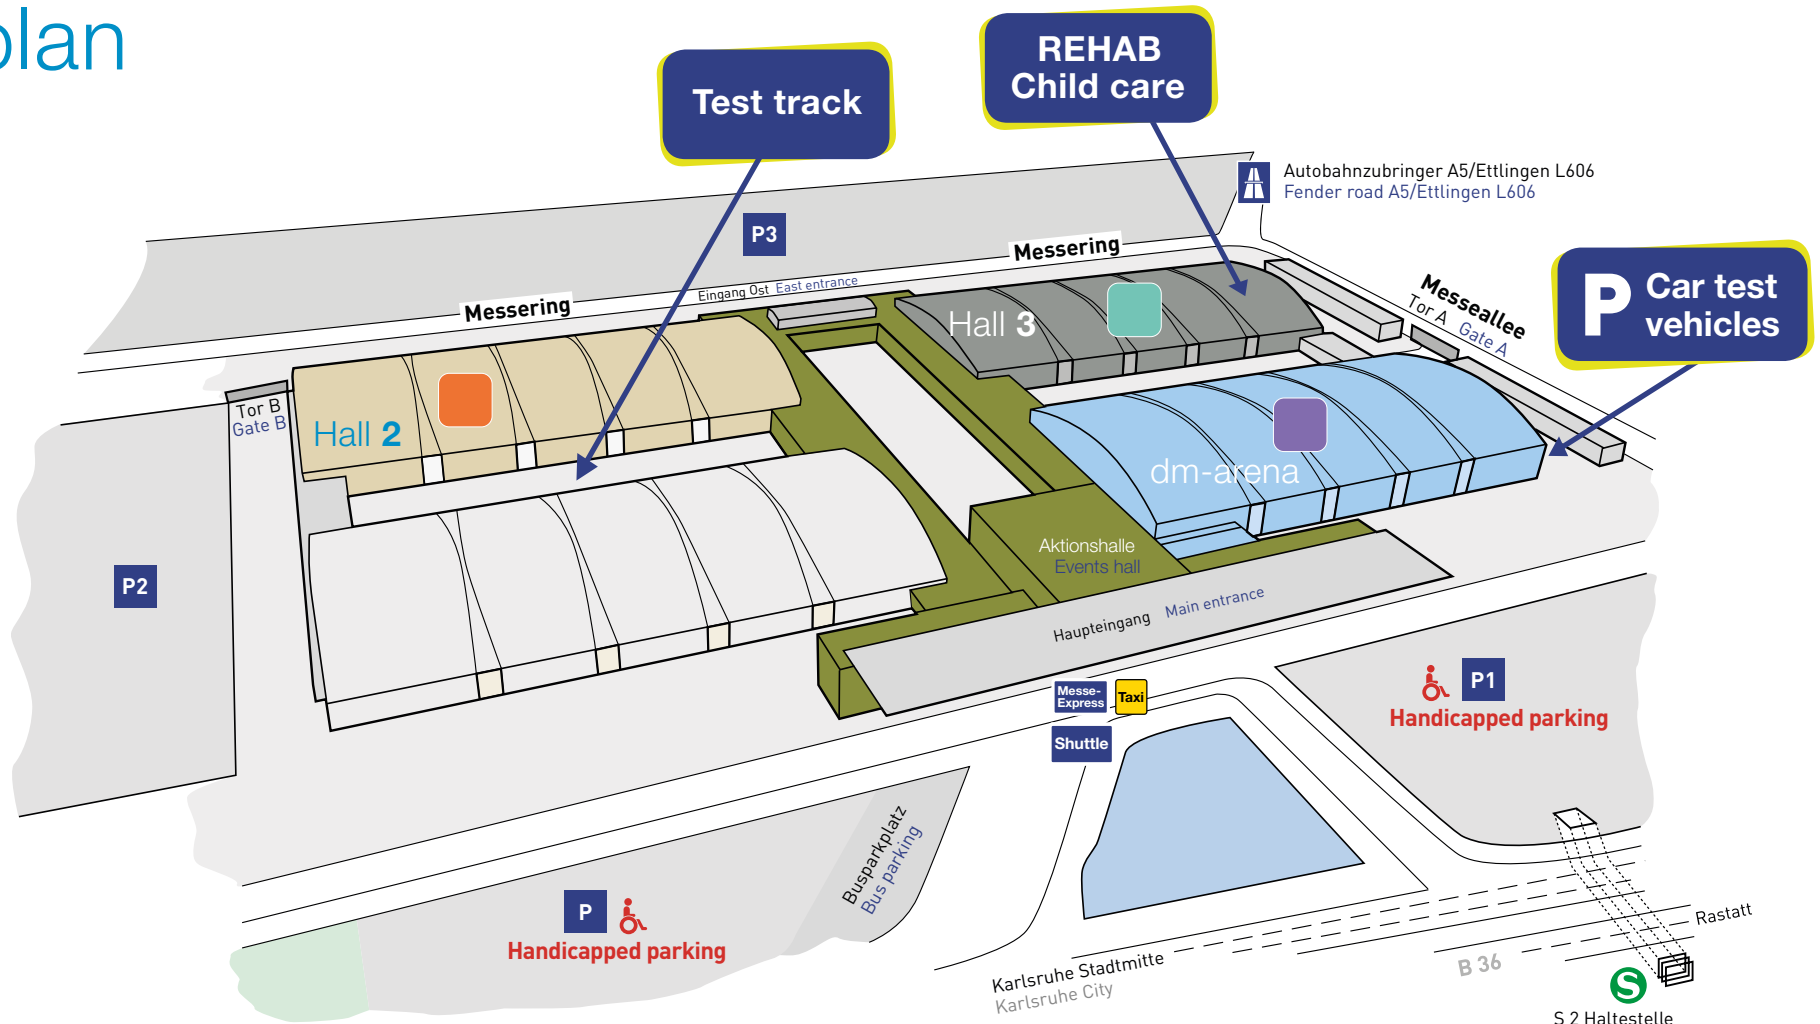 plan
Test track
REHAB
Child care
Autobahnzubringer A5/Ettlingen L606
Fender road A5/Ettlingen L606
P3
Messering
Messering
Eingang Ost East entrance
Messeallee
Tor A Gate A
P Car test
vehicles
Hall 3
Tor B
Gate B
Hall 2
dm-arena
Aktionshalle
Events hall
P2
Haupteingang Main entrance
Messe-
Express
Taxi
Shuttle
P1
Handicapped parking
Busparkplatz
Bus parking
P
Handicapped parking
Karlsruhe Stadtmitte
Karlsruhe City
B 36
Rastatt
S
S 2 Haltestelle